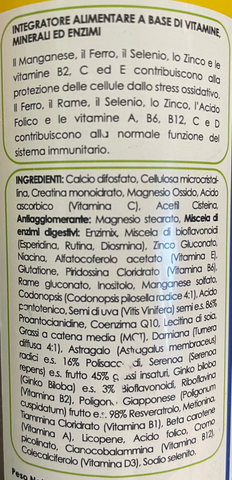 INTEGRATORE ALIMENTARE A BASE DI VITAMINE,
MINERALI ED ENZIMI
Il Manganese, il Ferro, il Selenio, lo Zinco e le
vitamine B2, C ed E contribuiscono alla
protezione delle cellule dallo stress ossidativo.
Il Ferro, il Rame, il Selenio, lo Zinco, l'Acido
Folico e le vitamine A, B6, B12, C e D
contribuiscono alla normale funzione del
sistema immunitario.
INGREDIENTI: Calcio difosfato, Cellulosa microcristal-
lina, Creatina monoidrato, Magnesio Ossido, Acido
ascorbico (Vitamina C), Acetil Cisteina,
Antiagglomerante: Magnesio stearato, Miscela di
enzimi digestivi: Enzimix, Miscela di bioflavonoidi
(Esperidina, Rutina, Diosmina), Zinco Gluconato,
Niacina, Alfatocoferolo acetato (Vitamina E),
Glutatione, Piridossina Cloridrato (Vitamina B6),
Rame gluconato, Inositolo, Manganese solfato,
Codonopsis (Codonopsis pilosella radice 4:1), Acido
pantotenico, Semi di uva (Vitis Vinifera) semi e.s. 86%
Proantocianidine, Coenzima Q10, Lecitina di soia,
Grassi a catena media (MCT), Damiana (Turnera
diffusa 4:1), Astragalo (Astragalus membranaceus)
radici e.s. 16% Polisac di, Serenoa (Serenoa
repens) e.s. frutto 45% g assi insaturi, Ginko biloba
(Ginko Biloba) e.s. 3% Bioflavonoidi, Riboflavina
(Vitamina B2), Poligon Giapponese (Poligonum
cuspidatum) frutto e.s. 98% Resveratrolo, Metionina,
Tiammina Cloridrato (Vitamina B1), Beta carotene
(Vitamina A), Licopene, Acido folico, Cromo
picolinato, Cianocobalammina (Vitamina B12),
Colecalciferolo (Vitamina D3), Sodio selenito.
Peso